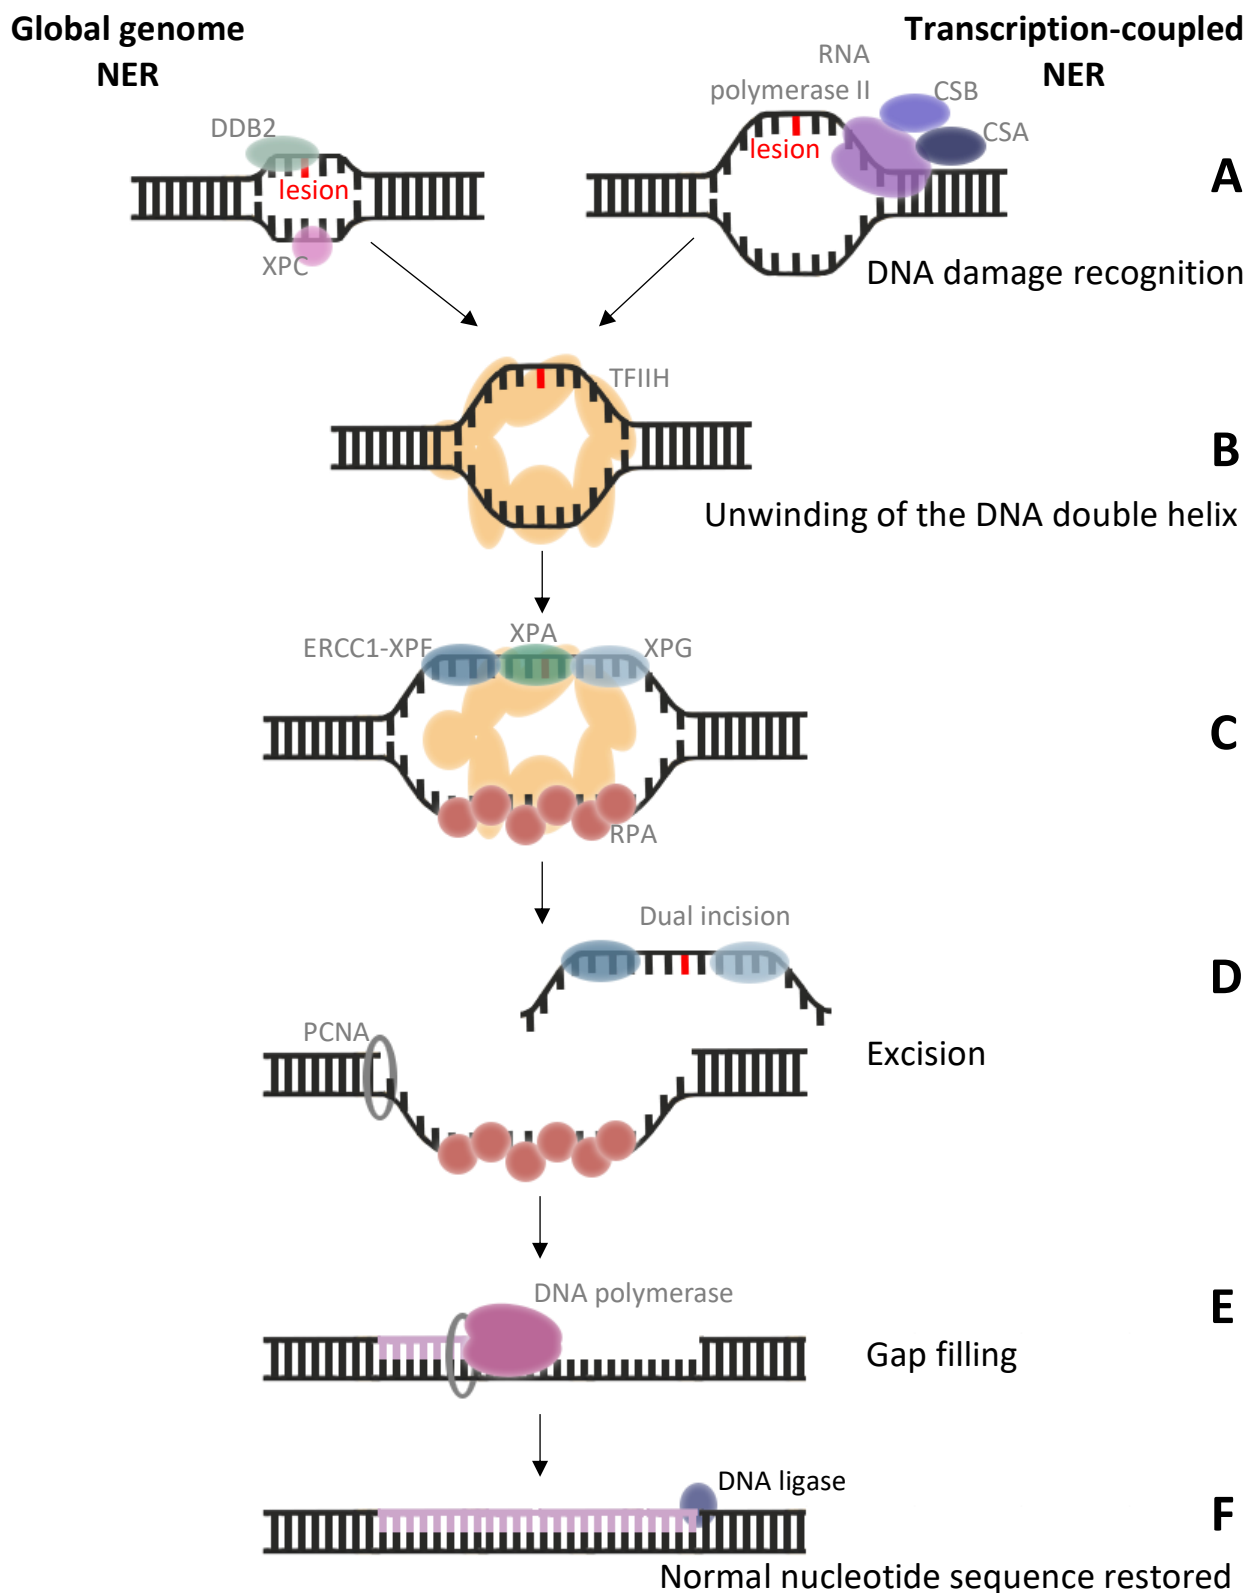 Global genome
NER
Transcription-coupled
NER
RNA
polymerase II
CSB
CSA
DDB2
lesion
lesion
XPC
A
DNA damage recognition
TFIIH
B
Unwinding of the DNA double helix
ERCC1-XPF
XPA
XPG
C
RPA
Dual incision
D
PCNA
Excision
DNA polymerase
E
Gap filling
DNA ligase
F
Normal nucleotide sequence restored